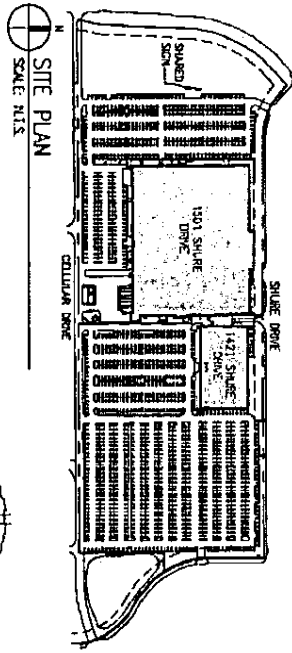 SITE PLAN
SCALE: N.T.S.
N
SHARED
SIGN
1501 SHURE
DRIVE
1421 SHURE
DRIVE
SHURE DRIVE
CELLULAR DRIVE